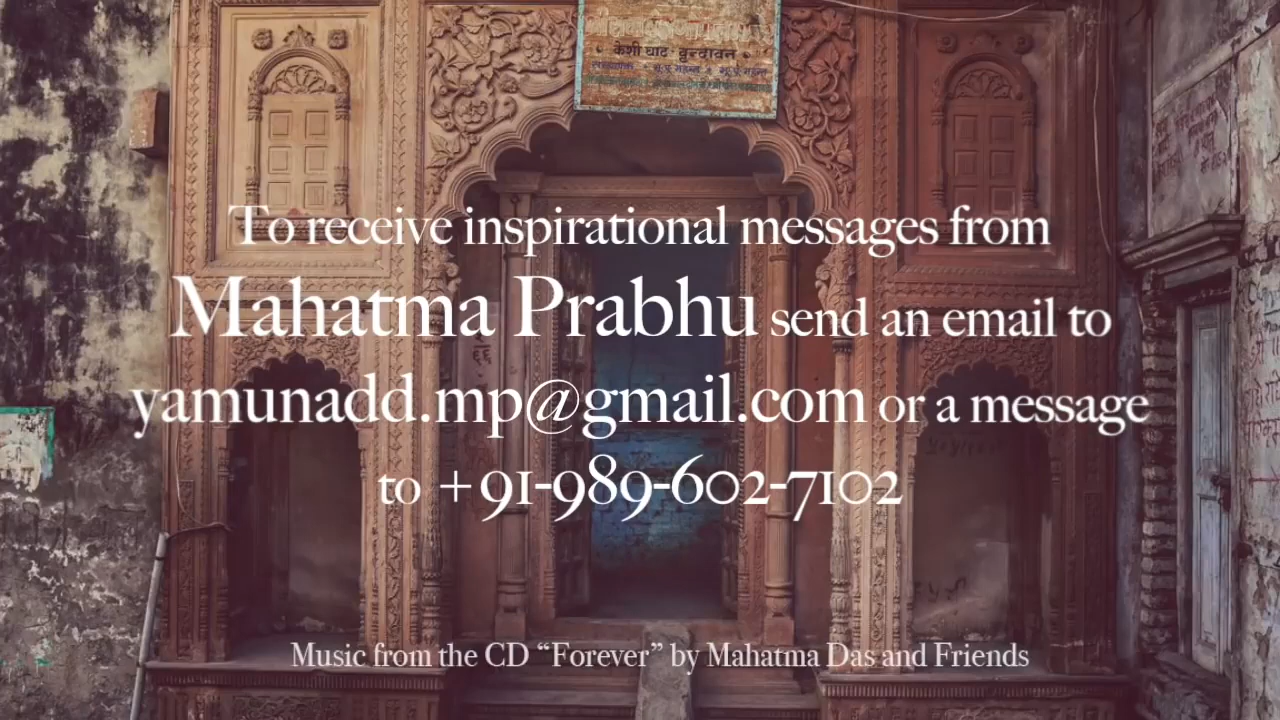 केशी घाट - वृन्दावन
To receive inspirational messages from
Mahatma Prabhu send an email to
yamunadd.mp@gmail.com or a message
to +91-989-602-7102
Music from the CD “Forever” by Mahatma Das and Friends